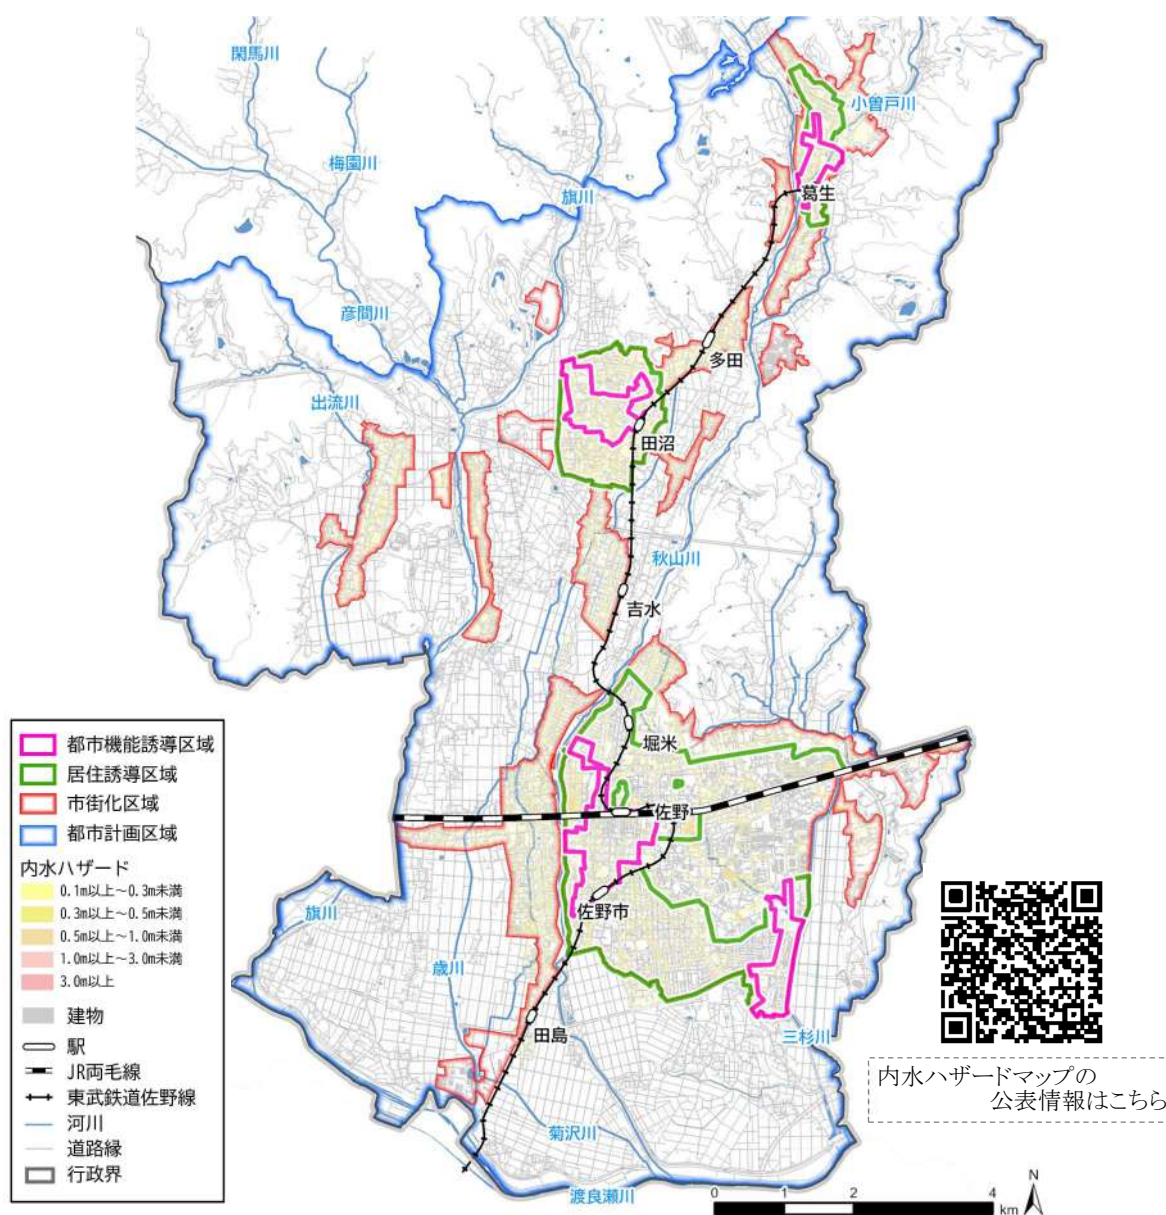 閑馬川
小曽戸川
梅園川
旗川
葛生
彦間川
多田
出流川
田沼
秋山川
吉水
堀米
佐野
佐野市
旗川
歳川
田島
三杉川
菊沢川
渡良瀬川
都市機能誘導区域
居住誘導区域
市街化区域
都市計画区域
内水ハザード
0.1m以上～0.3m未満
0.3m以上～0.5m未満
0.5m以上～1.0m未満
1.0m以上～3.0m未満
3.0m以上
建物
駅
JR両毛線
東武鉄道佐野線
河川
道路縁
行政界
内水ハザードマップの
公表情報はこちら
N
0 1 2 4
km